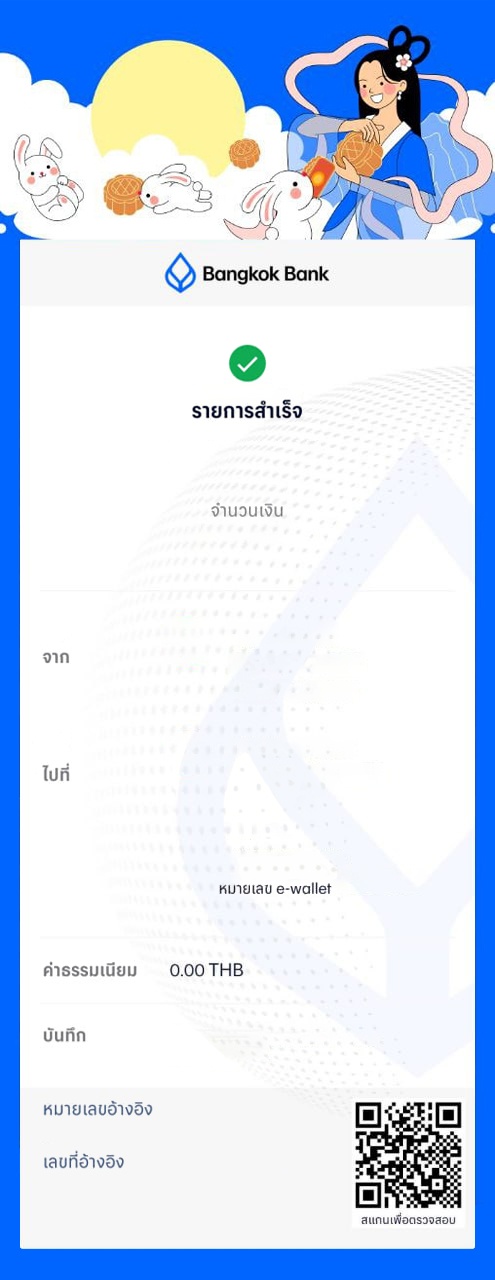 Bangkok Bank
รายการสำเร็จ
จำนวนเงิน
จาก
ไปที่
หมายเลข e-wallet
ค่าธรรมเนียม 0.00 THB
บันทึก
หมายเลขอ้างอิง
เลขที่อ้างอิง
สแกนเพื่อตรวจสอบ